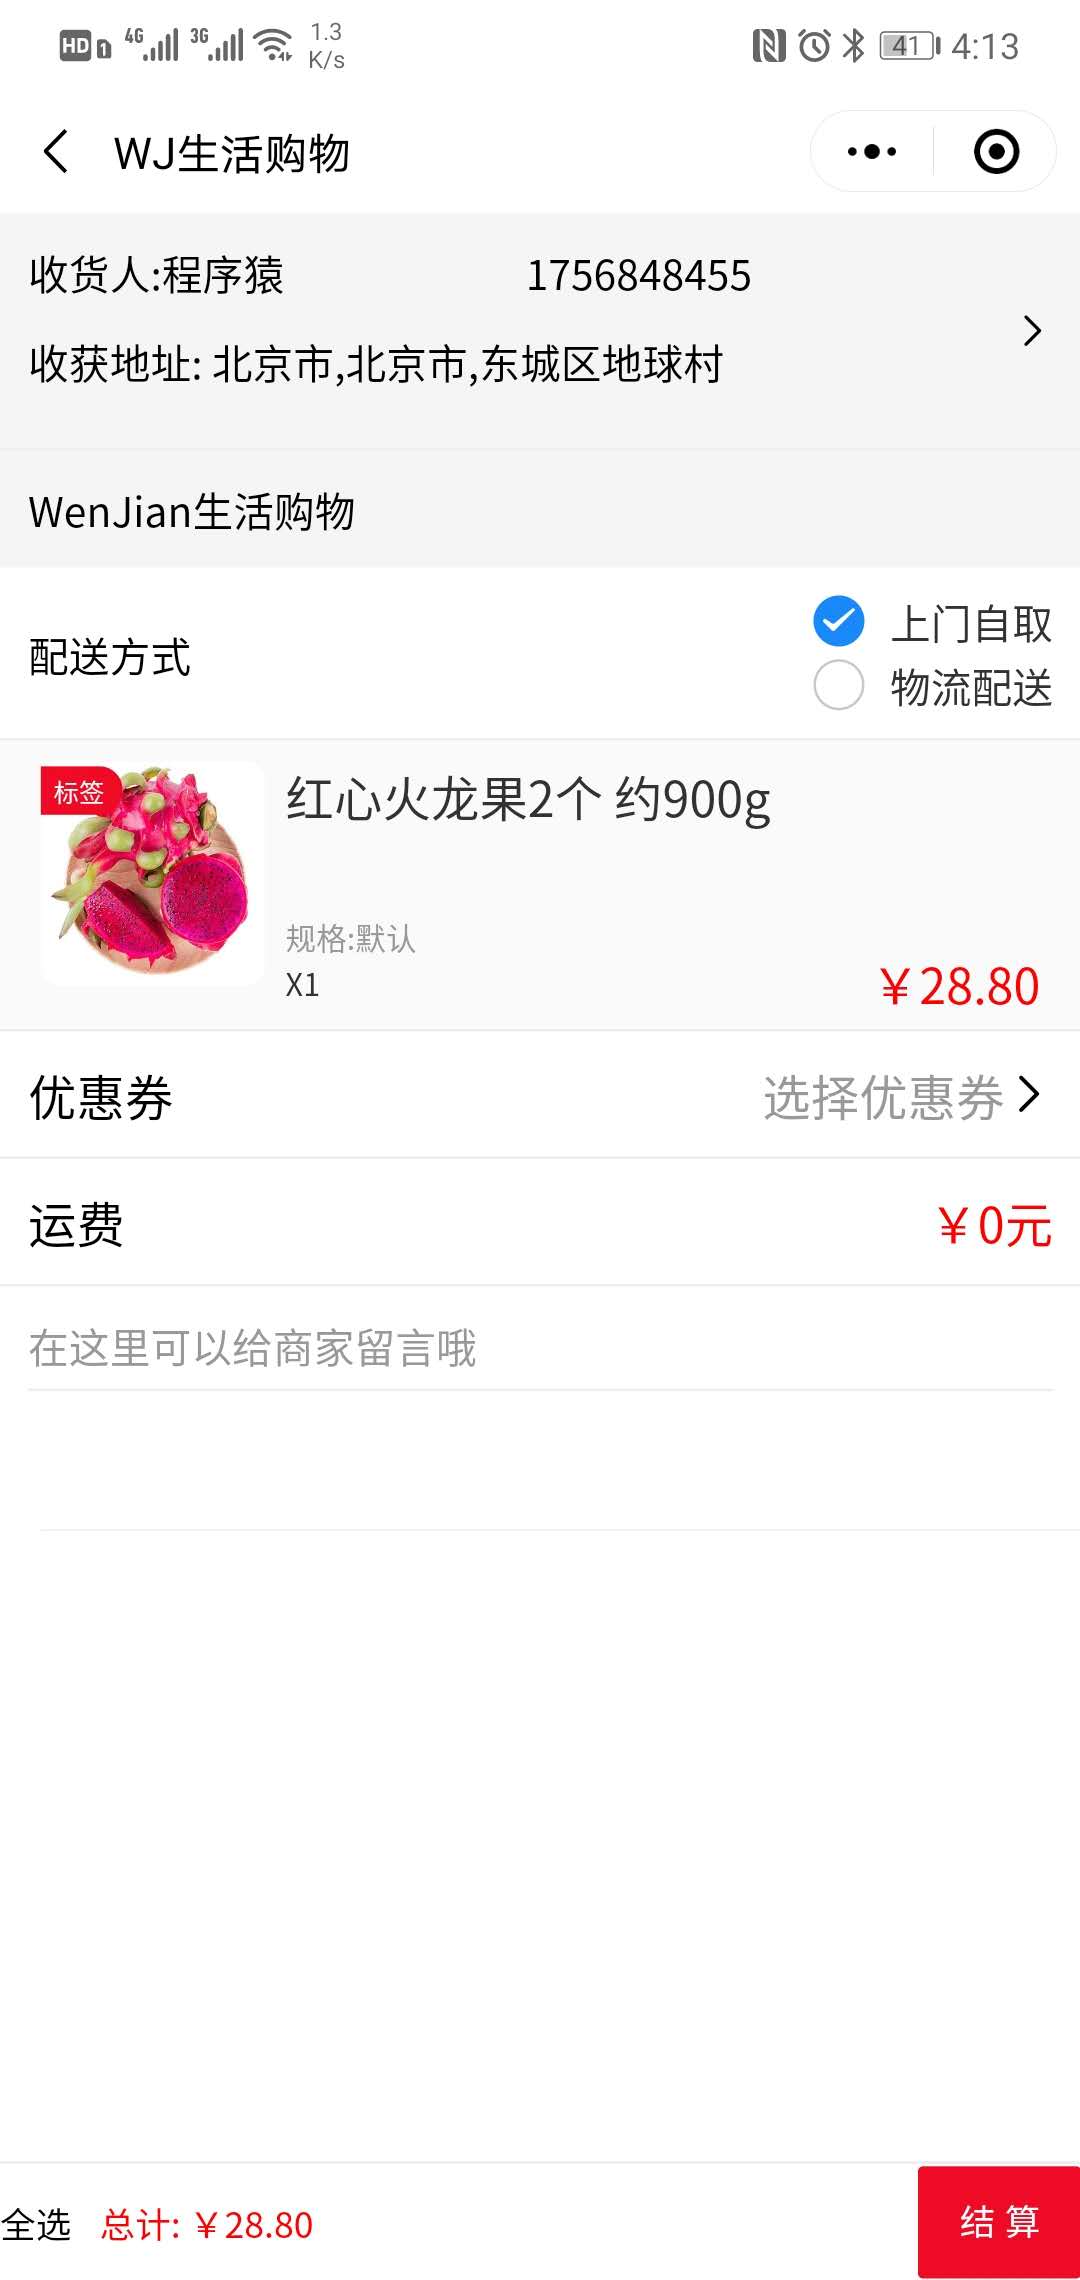 HD 1 4G 3G 1.3 K/s 41 4:13
WJ生活购物
收货人:程序猿 1756848455
收获地址: 北京市,北京市,东城区地球村
WenJian生活购物
配送方式
上门自取
物流配送
标签
红心火龙果2个 约900g
规格:默认
X1
￥28.80
优惠券 选择优惠券
运费 ￥0元
在这里可以给商家留言哦
全选 总计: ￥28.80 结 算